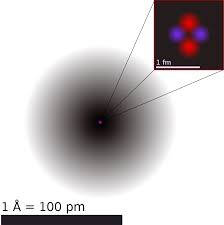 1 fm
1 Å = 100 pm